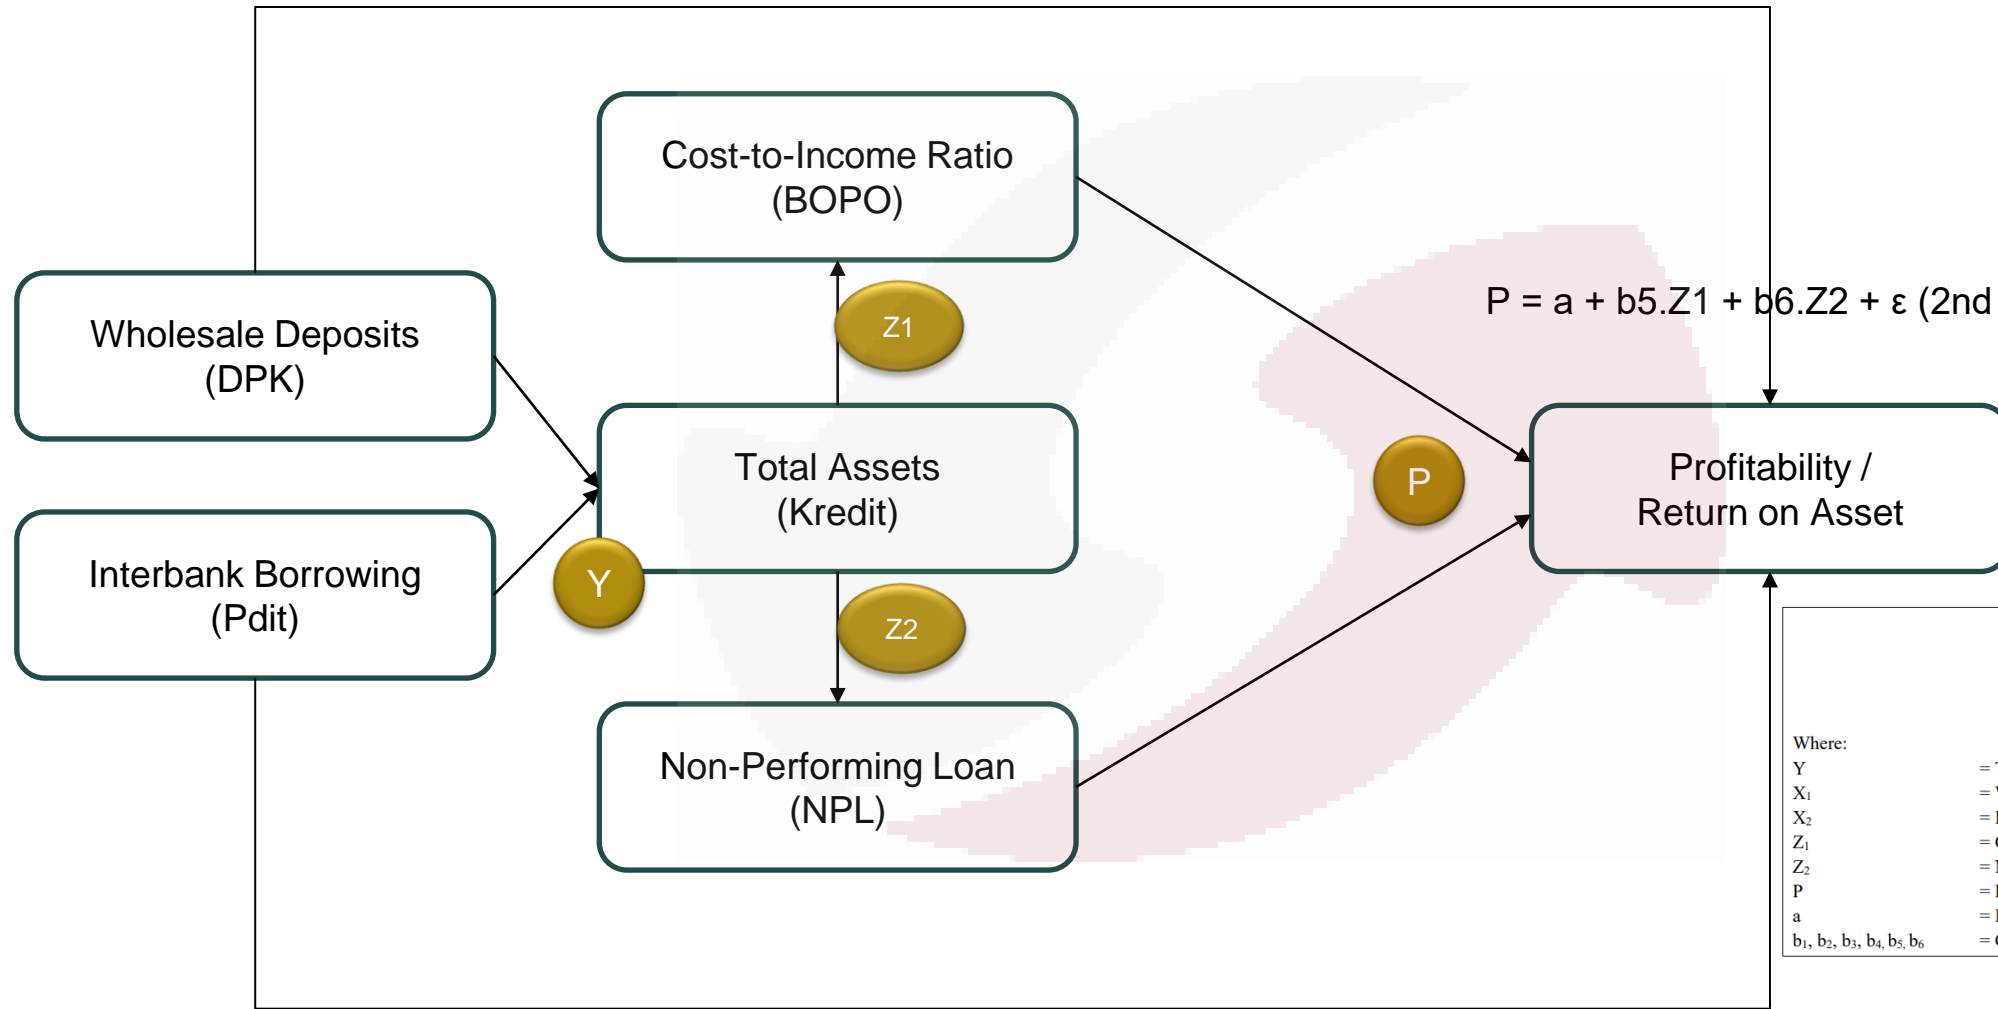 Cost-to-Income Ratio
(BOPO)
Z1
P = a + b5.Z1 + b6.Z2 + ε (2nd
Wholesale Deposits
(DPK)
Total Assets
(Kredit)
P
Profitability /
Return on Asset
Interbank Borrowing
(Pdit)
Y
Z2
Non-Performing Loan
(NPL)
Where:
Y =
X₁ =
X₂ =
Z₁ =
Z₂ =
P =
a =
b₁, b₂, b₃, b₄, b₅, b₆ =